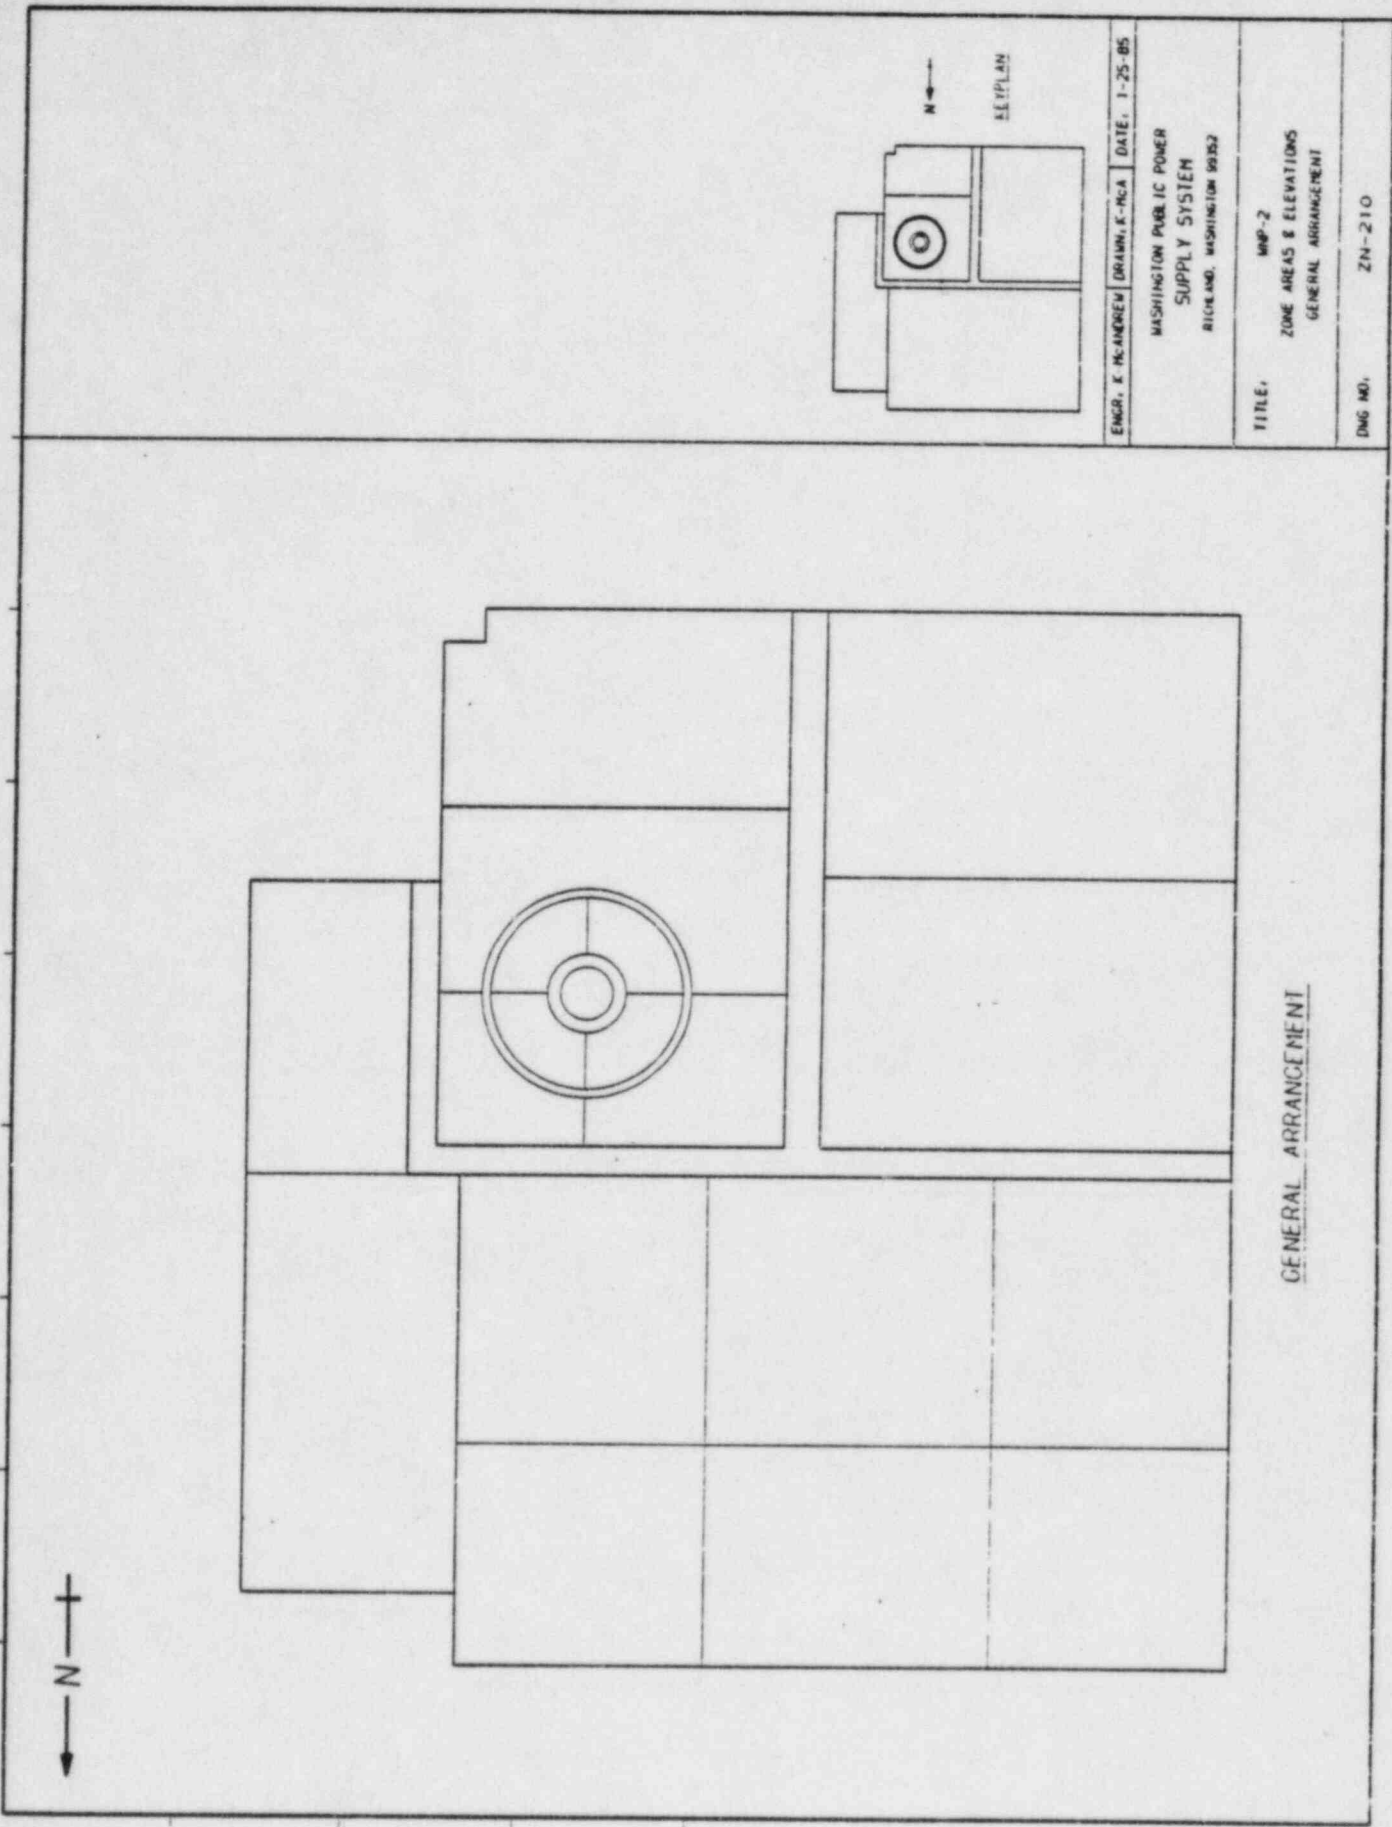 N
N
KEYPLAN
ENGR. K McANDREW DRAWN. K-McA DATE. 1-25-85
WASHINGTON PUBLIC POWER
SUPPLY SYSTEM
RICHLAND, WASHINGTON 99352
TITLE. WNP-2
ZONE AREAS & ELEVATIONS
GENERAL ARRANGEMENT
DWG NO. ZN-210
GENERAL ARRANGEMENT